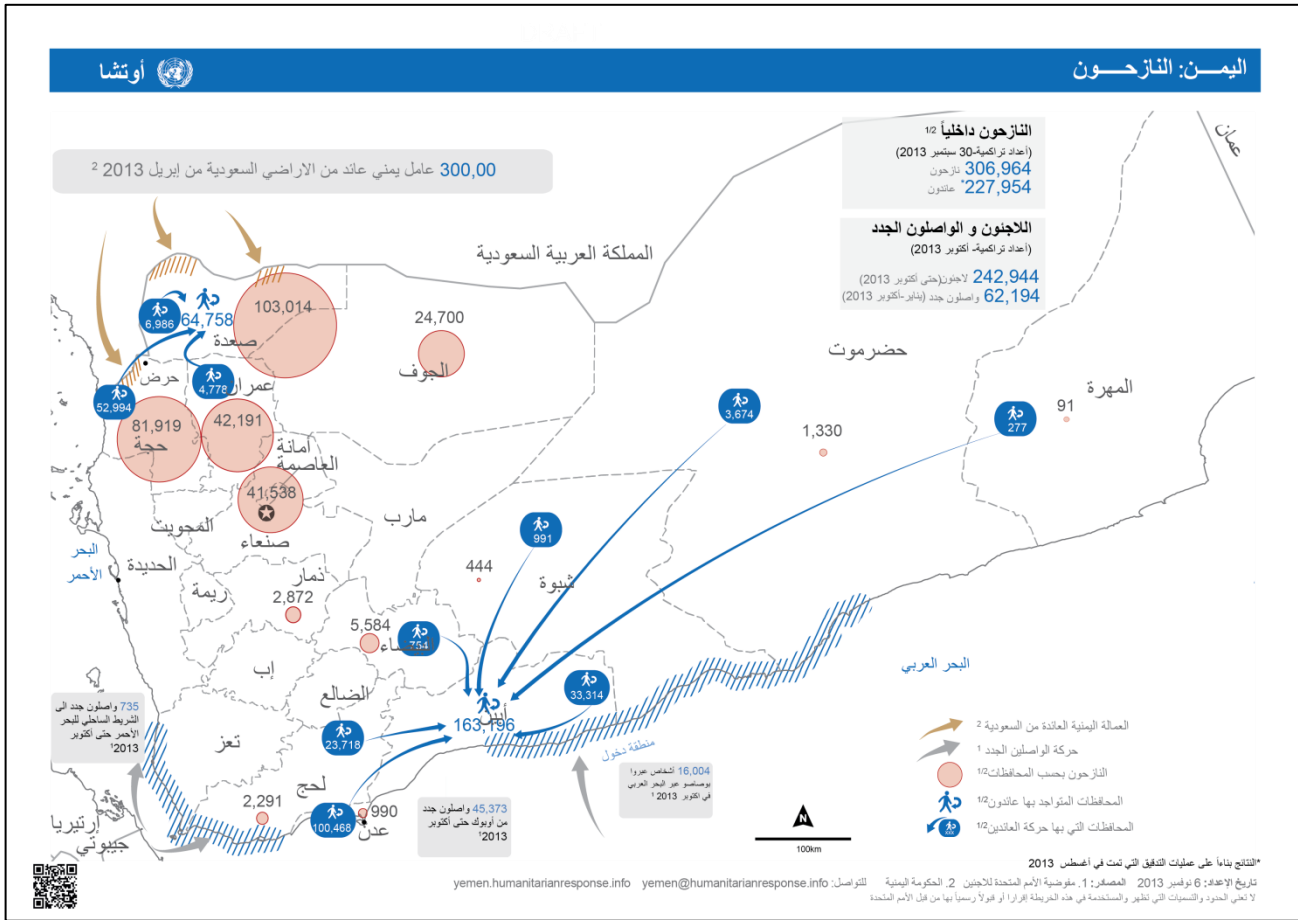 اليمـــن: النازحـــون
أوتشا
300,00 عامل يمني عائد من الاراضي السعودية من إبريل 2013 ²
النازحون داخلياً 1/2
(أعداد تراكمية-30 سبتمبر 2013)
306,964 نازحون
227,954* عائدون
اللاجئون و الواصلون الجدد
(أعداد تراكمية- أكتوبر 2013)
242,944 لاجئون(حتى أكتوبر 2013)
62,194 واصلون جدد (يناير-أكتوبر 2013)
عمان
المملكة العربية السعودية
103,014
6,986
64,758
صعدة
24,700
الجوف
حضرموت
المهرة
حرض
4,778
عمران
52,994
81,919
حجة
42,191
امانة
العاصمة
3,674
1,330
277
91
41,538
صنعاء
المحويت
مارب
991
البحر
الأحمر
الحديدة
ريمة
ذمار
2,872
444
شبوة
5,584
754
إب
الضالع
أبين
163,196
33,314
23,718
البحر العربي
منطقة دخول
تعز
لحج
2,291
100,468
990
عدن
إرتيريا
جيبوتي
735 واصلون جدد الى
الشريط الساحلي للبحر
الأحمر حتى أكتوبر
2013¹
45,373 واصلون جدد
من أوبوك حتى أكتوبر
2013¹
16,004 أشخاص عبروا
بوصاصو عبر البحر العربي
في اكتوبر 2013 ¹
العمالة اليمنية العائدة من السعودية ²
حركة الواصلين الجدد ¹
النازحون بحسب المحافظات1/2
المحافظات المتواجد بها عائدون1/2
المحافظات التي بها حركة العائدين1/2
N
100km
*النتائج بناءاً على عمليات التدقيق التي تمت في أغسطس 2013
تاريخ الإعداد: 6 نوفمبر 2013 المصادر: 1. مفوضية الأمم المتحدة للاجئين 2. الحكومة اليمنية للتواصل: yemen.humanitarianresponse.info yemen@humanitarianresponse.info
لا تعني الحدود والتسميات التي تظهر والمستخدمة في هذه الخريطة إقرارا أو قبولاً رسمياً بها من قبل الأمم المتحدة